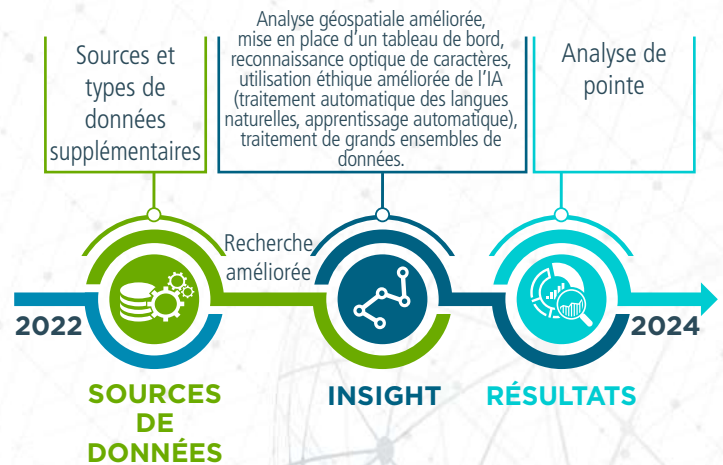 Sources et
types de
données
supplémentaires
Analyse géospatiale améliorée,
mise en place d'un tableau de bord,
reconnaissance optique de caractères,
utilisation éthique améliorée de l'IA
(traitement automatique des langues
naturelles, apprentissage automatique),
traitement de grands ensembles de
données.
Analyse de
pointe
Recherche
améliorée
2022
2024
SOURCES
DE
DONNÉES
INSIGHT
RÉSULTATS